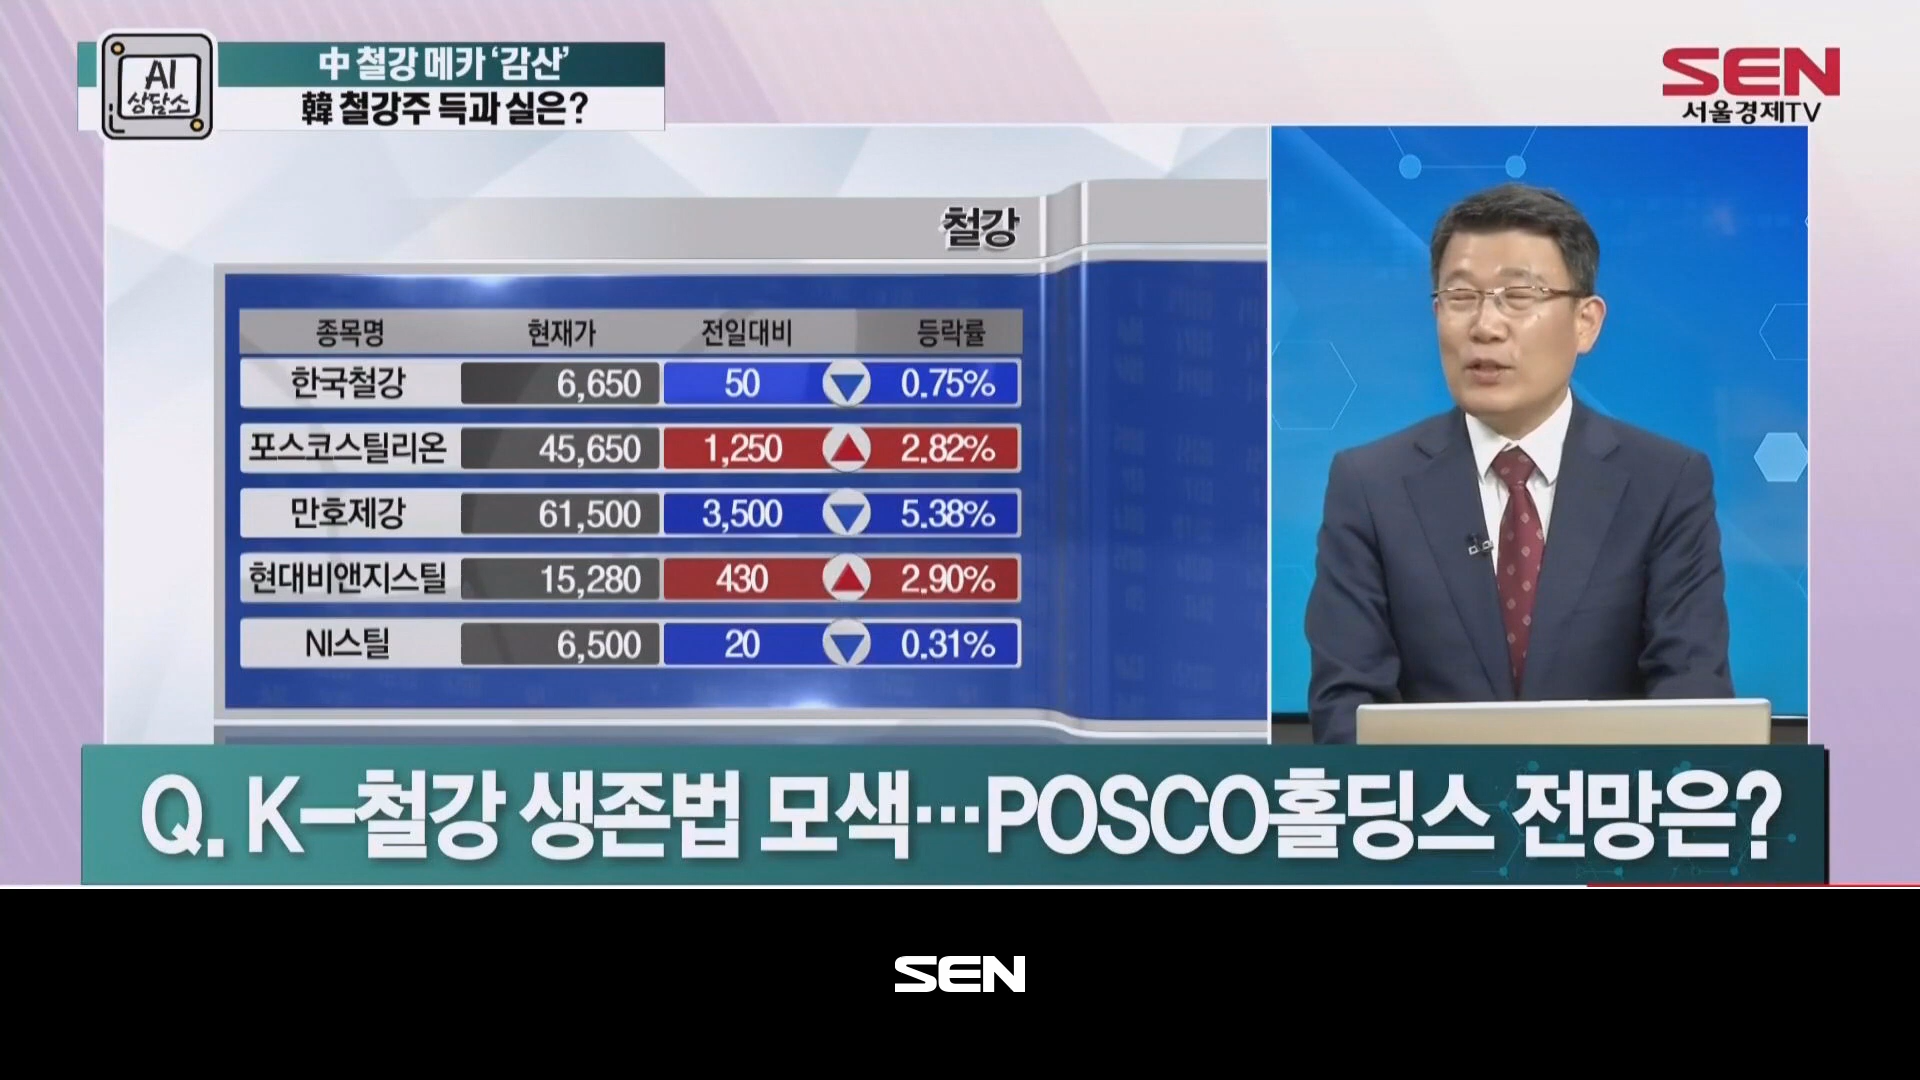 AI
상담소
中 철강 메카 ‘감산’
韓 철강주 득과 실은?
SEN
서울경제TV
철강
종목명 현재가 전일대비 등락률
한국철강 6,650 50 ▼ 0.75%
포스코스틸리온 45,650 1,250 ▲ 2.82%
만호제강 61,500 3,500 ▼ 5.38%
현대비앤지스틸 15,280 430 ▲ 2.90%
NI스틸 6,500 20 ▼ 0.31%
Q. K-철강 생존법 모색…POSCO홀딩스 전망은?
SEN